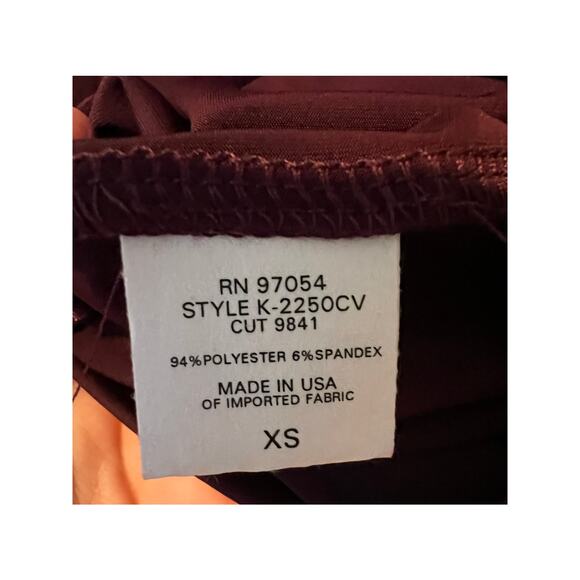 RN 97054
STYLE K-2250CV
CUT 9841
94%POLYESTER 6%SPANDEX
MADE IN USA
OF IMPORTED FABRIC
XS